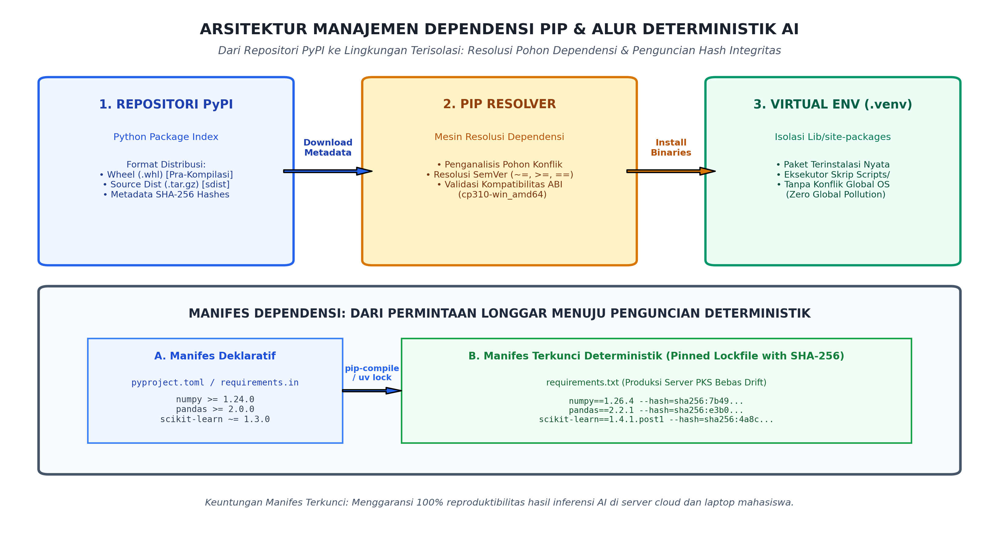 ARSITEKTUR MANAJEMEN DEPENDENSI PIP & ALUR DETERMINISTIK AI
Dari Repositori PyPI ke Lingkungan Terisolasi: Resolusi Pohon Dependensi & Penguncian Hash Integritas
1. REPOSITORI PyPI
Python Package Index
Format Distribusi:
• Wheel (.whl) [Pra-Kompilasi]
• Source Dist (.tar.gz) [sdist]
• Metadata SHA-256 Hashes
Download
Metadata
2. PIP RESOLVER
Mesin Resolusi Dependensi
• Penganalisis Pohon Konflik
• Resolusi SemVer (~=, >=, ==)
• Validasi Kompatibilitas ABI
(cp310-win_amd64)
Install
Binaries
3. VIRTUAL ENV (.venv)
Isolasi Lib/site-packages
• Paket Terinstalasi Nyata
• Eksekutor Skrip Scripts/
• Tanpa Konflik Global OS
(Zero Global Pollution)
MANIFES DEPENDENSI: DARI PERMINTAAN LONGGAR MENUJU PENGUNCIAN DETERMINISTIK
A. Manifes Deklaratif
pyproject.toml / requirements.in
numpy >= 1.24.0
pandas >= 2.0.0
scikit-learn ~= 1.3.0
pip-compile
/ uv lock
B. Manifes Terkunci Deterministik (Pinned Lockfile with SHA-256)
requirements.txt (Produksi Server PKS Bebas Drift)
numpy==1.26.4 --hash=sha256:7b49...
pandas==2.2.1 --hash=sha256:e3b0...
scikit-learn==1.4.1.post1 --hash=sha256:4a8c...
Keuntungan Manifes Terkunci: Menggaransi 100% reproduktibilitas hasil inferensi AI di server cloud dan laptop mahasiswa.